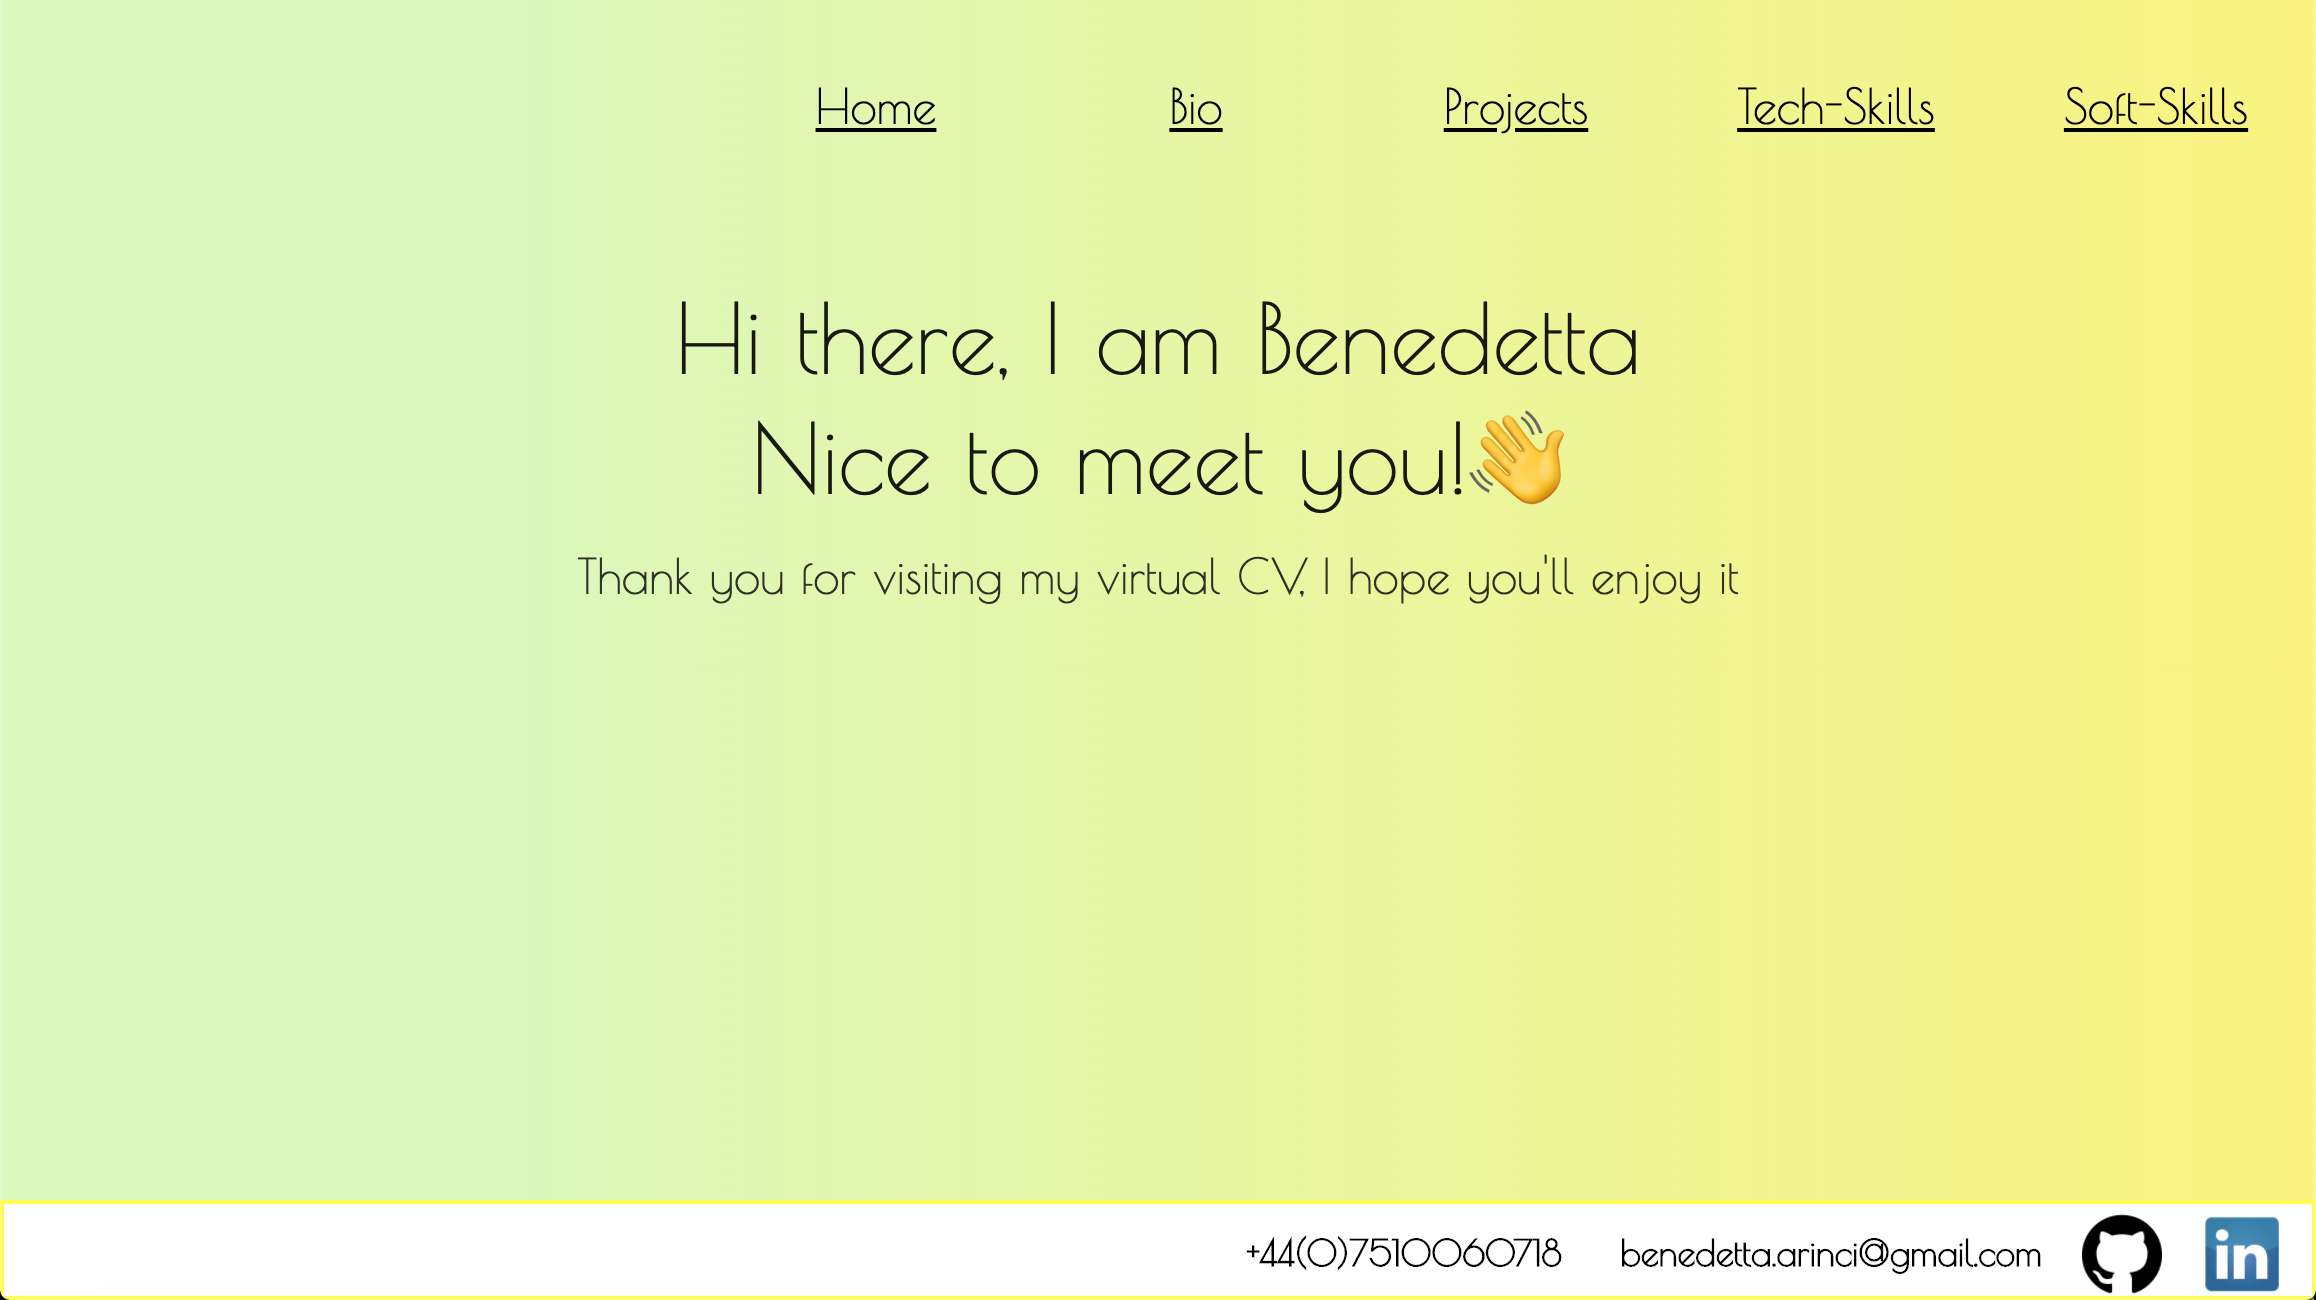 Home Bio Projects Tech-Skills Soft-Skills
Hi there, I am Benedetta
Nice to meet you!👋
Thank you for visiting my virtual CV, I hope you'll enjoy it
+44(0)7510060718 benedetta.arinci@gmail.com in